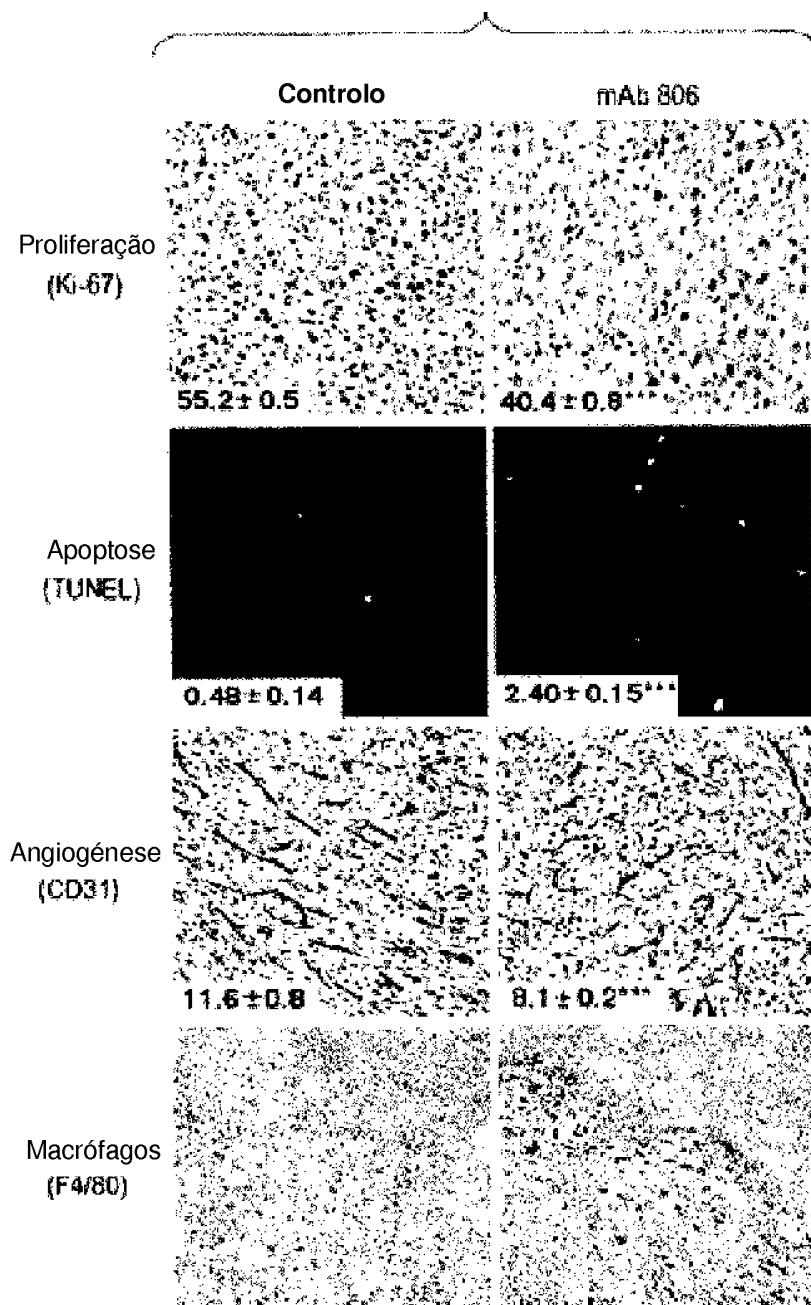 Controlo
mAb 806
Proliferação
(Ki-67)
55.2 ± 0.5
40.4 ± 0.8***
Apoptose
(TUNEL)
0.48 ± 0.14
2.40 ± 0.15***
Angiogénese
(CD31)
11.6 ± 0.8
8.1 ± 0.2***
Macrófagos
(F4/80)